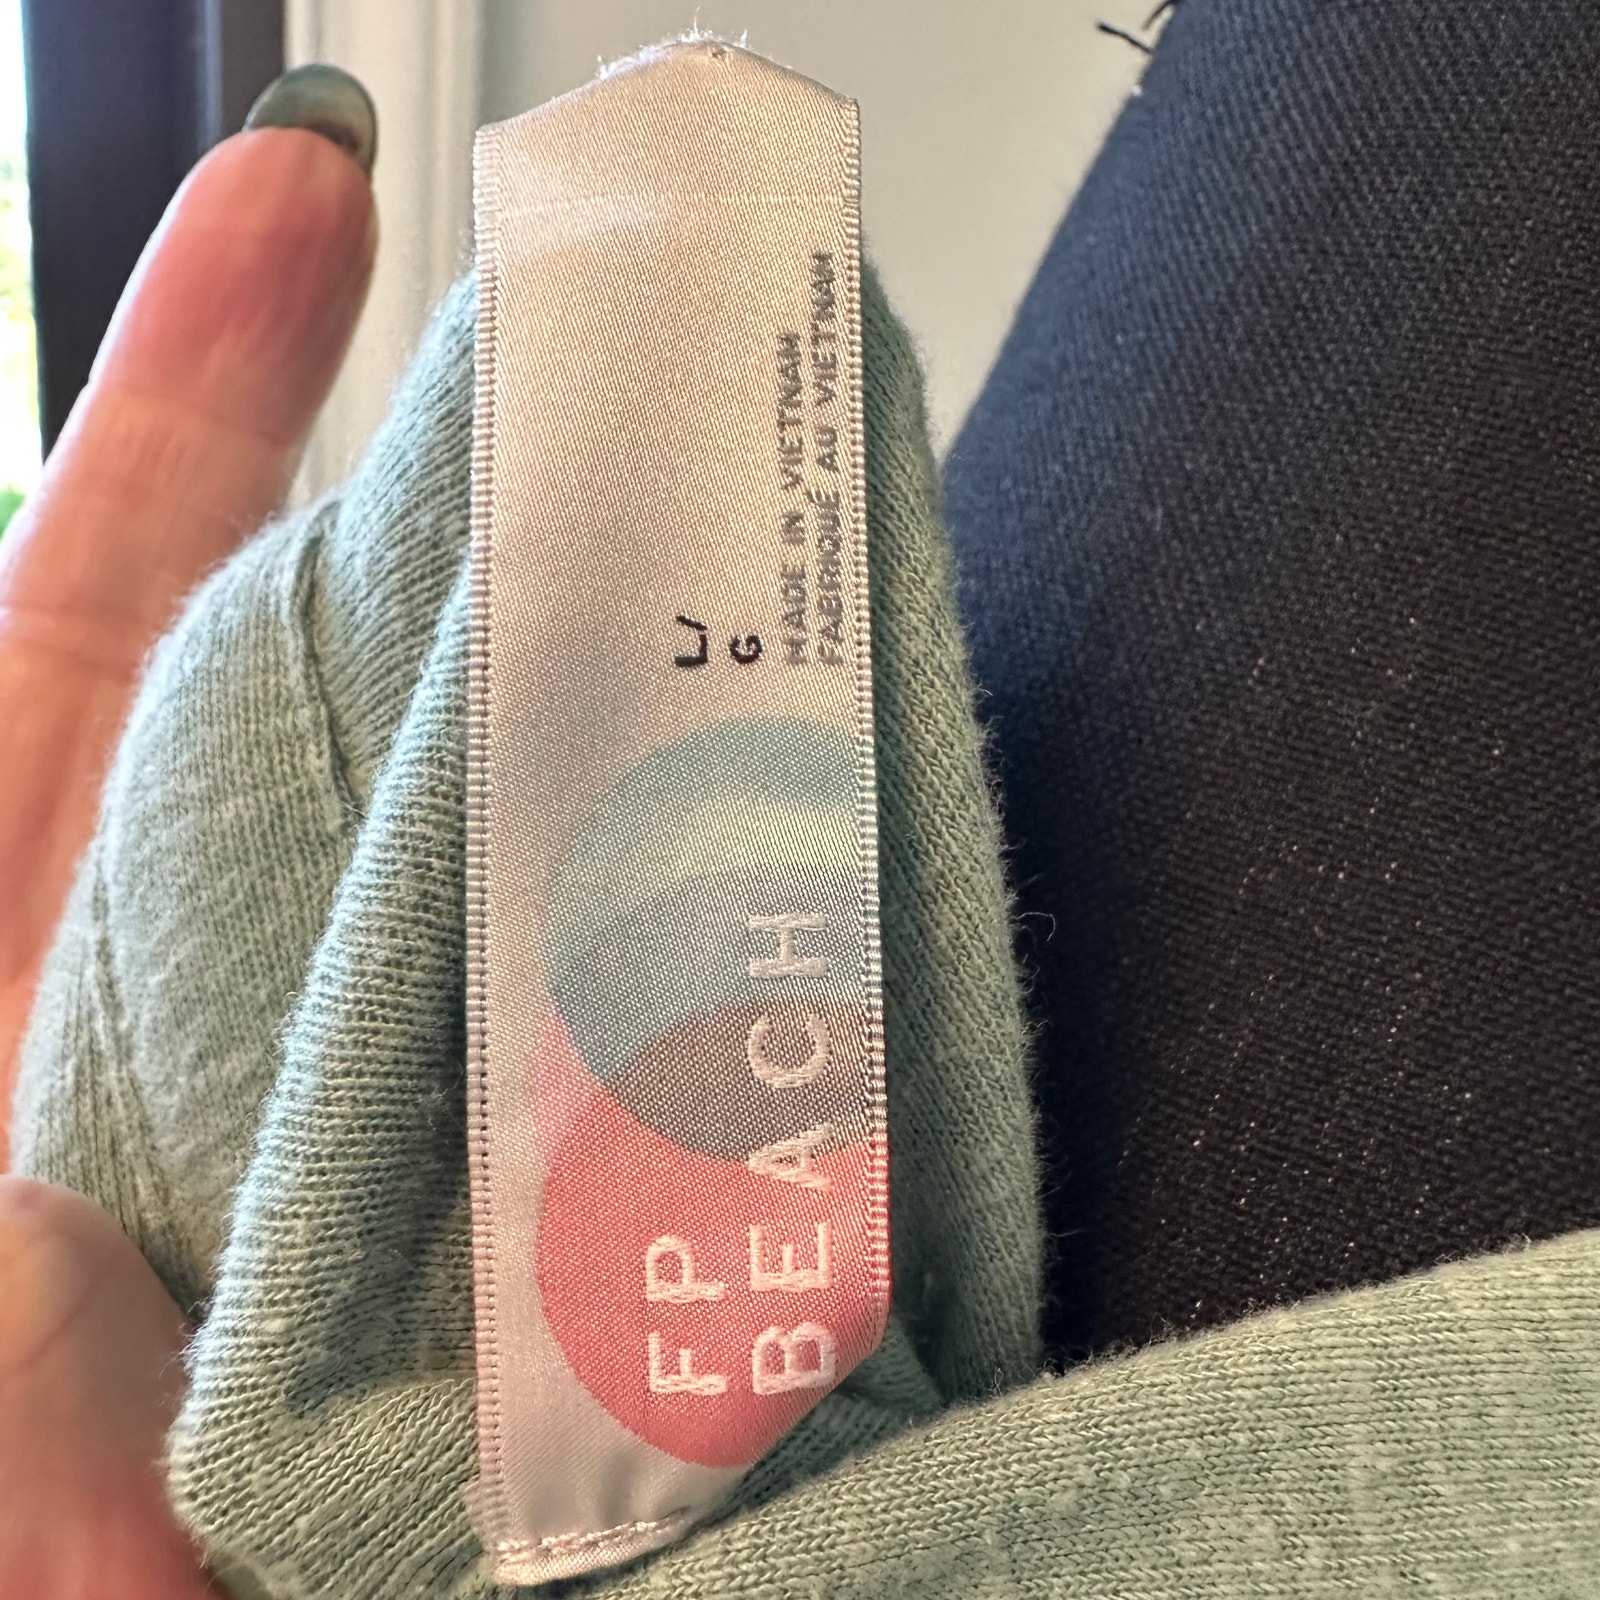 FP
BEACH
L/
G
MADE IN VIETNAM
FABRIQUÉ AU VIETNAM